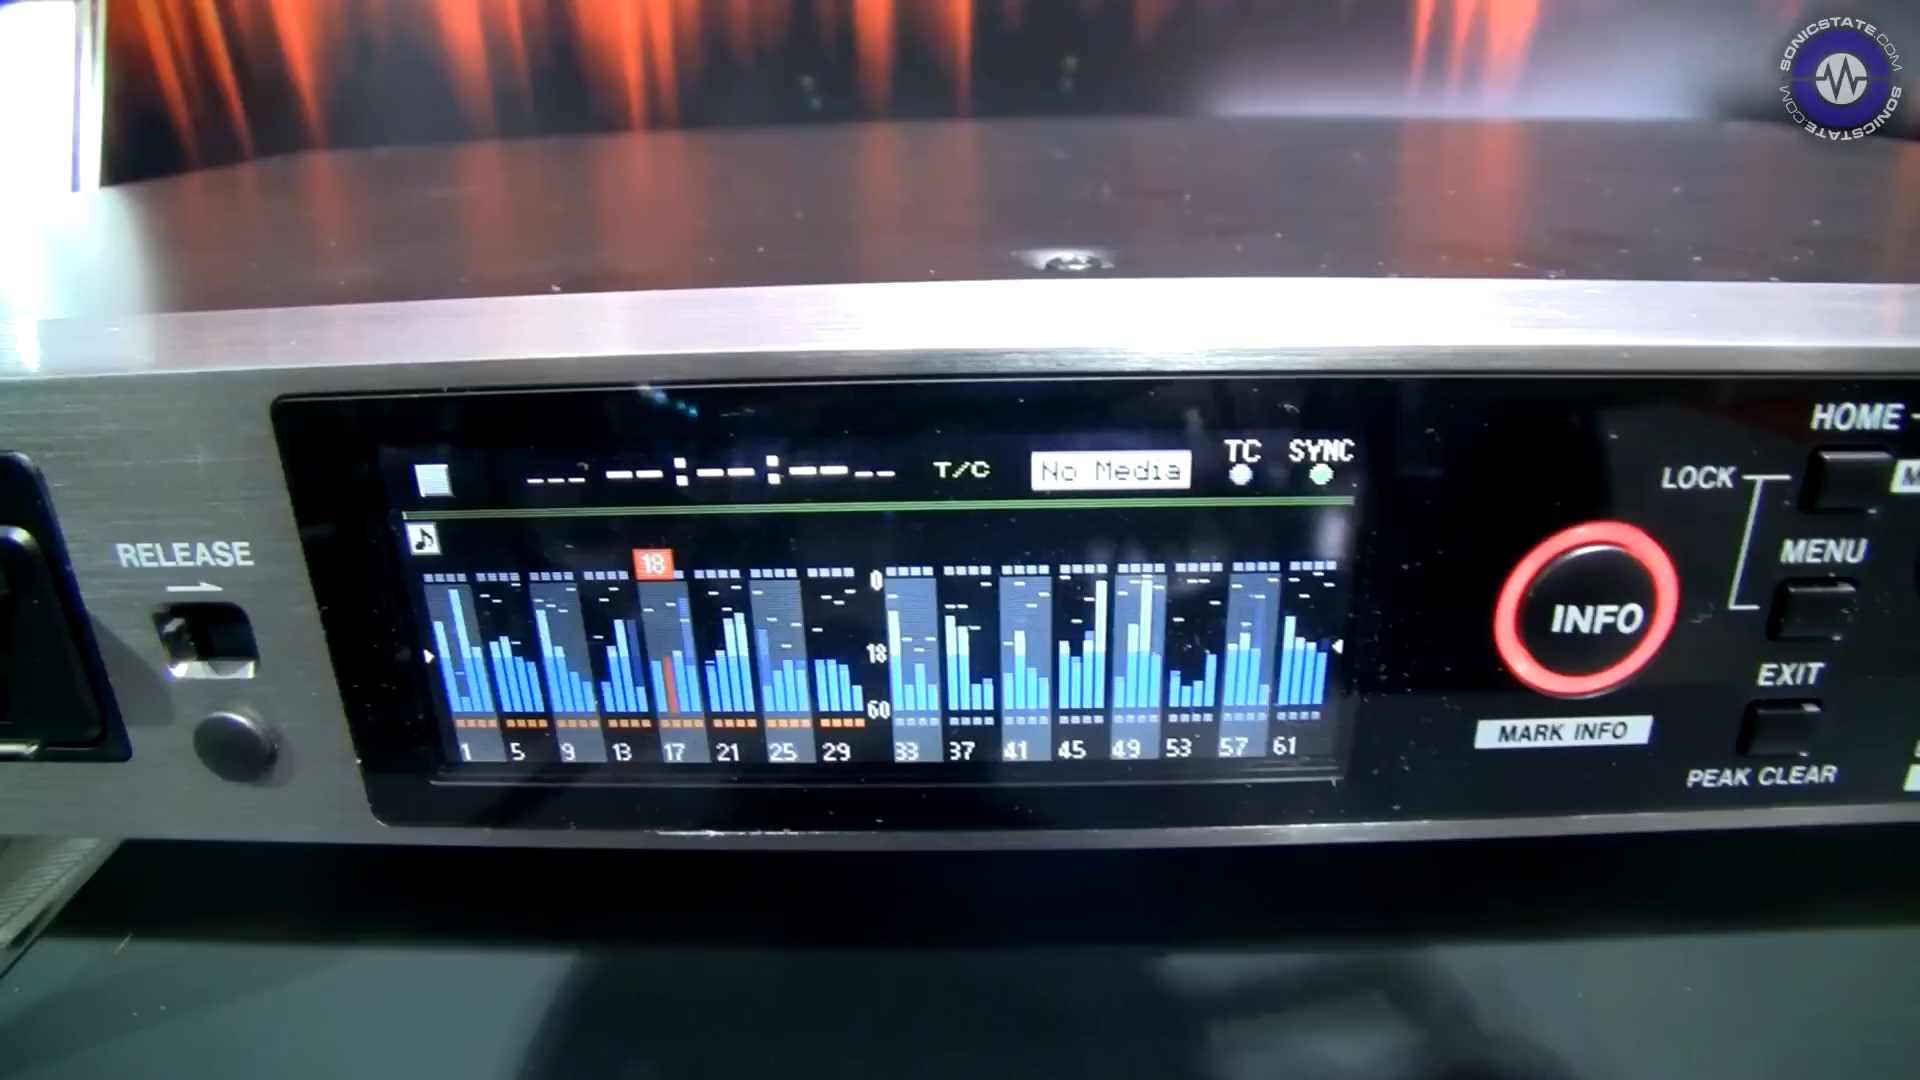 SONICSTATE.COM SONICSTATE.COM
HOME
LOCK
MENU
EXIT
PEAK CLEAR
INFO
MARK INFO
RELEASE
--- --:--:--.-- T/C No Media TC SYNC
18
0
18
60
1 5 9 13 17 21 25 29 33 37 41 45 49 53 57 61